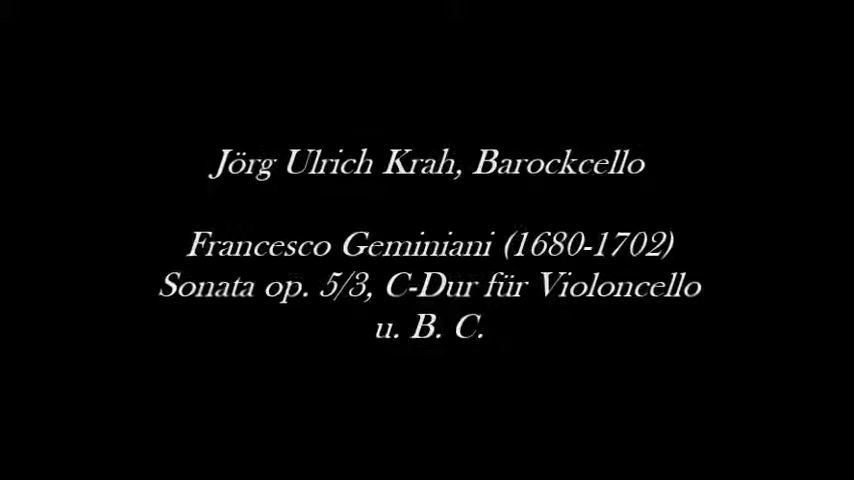 Jörg Ulrich Krah, Barockcello
Francesco Geminiani (1680-1702)
Sonata op. 5/3, C-Dur für Violoncello
u. B. C.